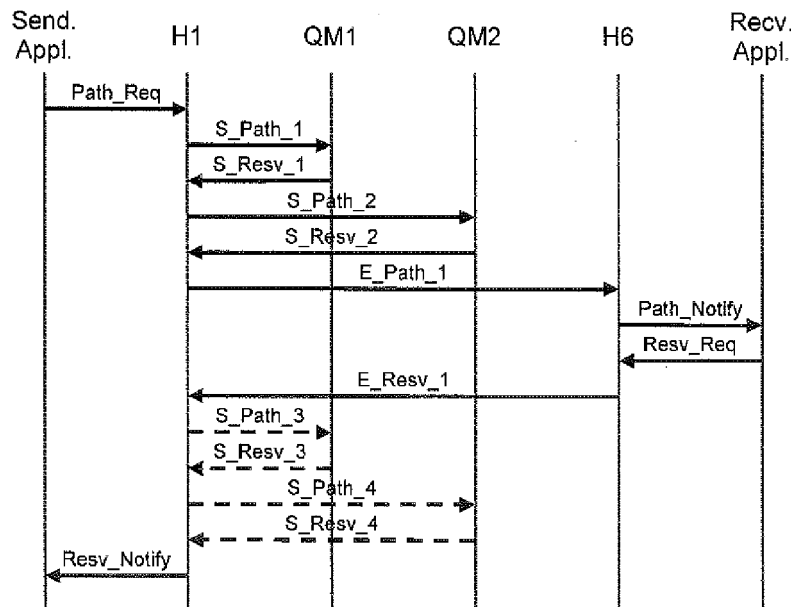 Send.
Appl.
H1
QM1
QM2
H6
Recv.
Appl.
Path_Req
S_Path_1
S_Resv_1
S_Path_2
S_Resv_2
E_Path_1
Path_Notify
Resv_Req
E_Resv_1
S_Path_3
S_Resv_3
S_Path_4
S_Resv_4
Resv_Notify